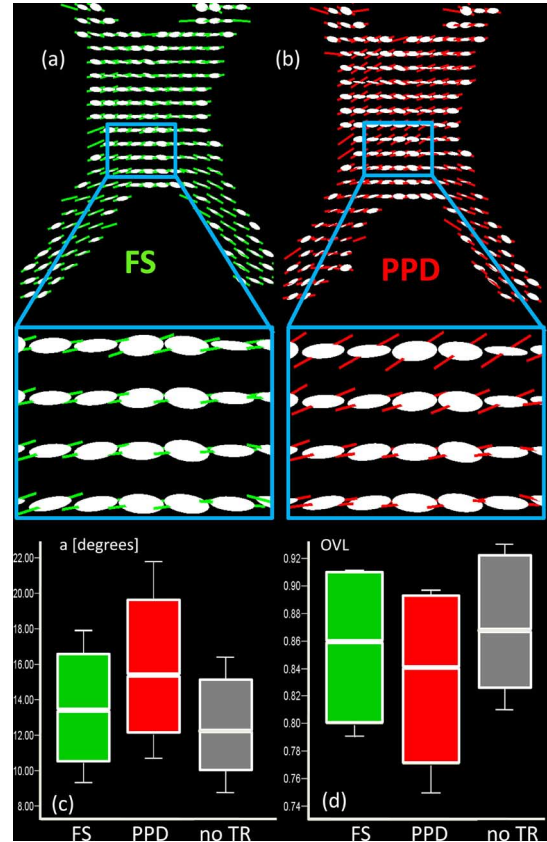 (a)
(b)
FS
PPD
a [degrees]
22.00
20.00
18.00
16.00
14.00
12.00
10.00
8.00
(c)
FS PPD no TR
OVL
0.92
0.90
0.88
0.86
0.84
0.82
0.80
0.78
0.76
0.74
(d)
FS PPD no TR